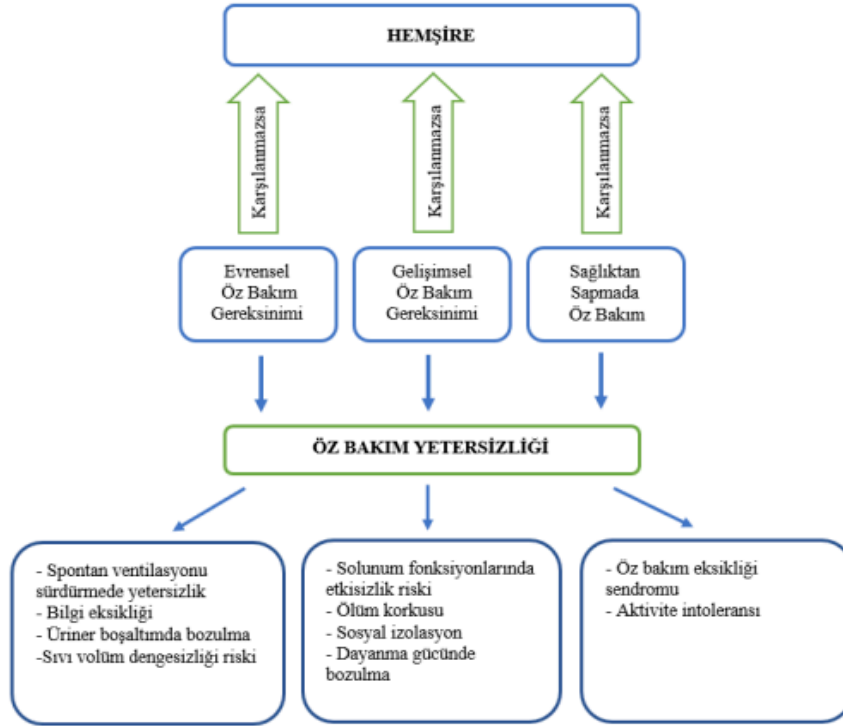 HEMŞİRE
Karşılanmazsa
Karşılanmazsa
Karşılanmazsa
Evrensel
Öz Bakım
Gereksinimi
Gelişimsel
Öz Bakım
Gereksinimi
Sağlıktan
Sapmada
Öz Bakım
ÖZ BAKIM YETERSİZLİĞİ
- Spontan ventilasyonu
sürdürmede yetersizlik
- Bilgi eksikliği
- Üriner boşaltımda bozulma
-Sıvı volüm dengesizliği riski
- Solunum fonksiyonlarında
etkisizlik riski
- Ölüm korkusu
- Sosyal izolasyon
- Dayanma gücünde
bozulma
- Öz bakım eksikliği
sendromu
- Aktivite intoleransı